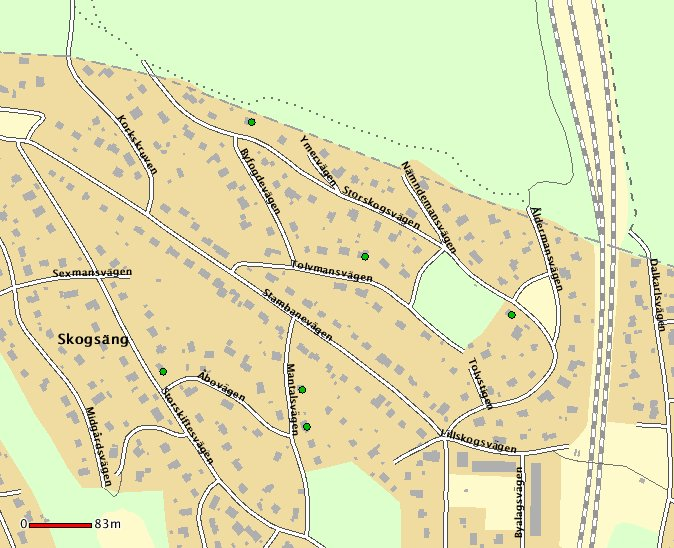 Korkskruven
Byfogdevägen
Ymervägen
Storskogsvägen
Nämndemansvägen
Åldermansvägen
Dalkarlsvägen
Sexmansvägen
Tolvmansvägen
Stambanevägen
Skogsäng
Åbovägen
Mantalsvägen
Tolvstigen
Midgårdsvägen
Storskiftesvägen
Lillskogsvägen
Byalagsvägen
0 83m